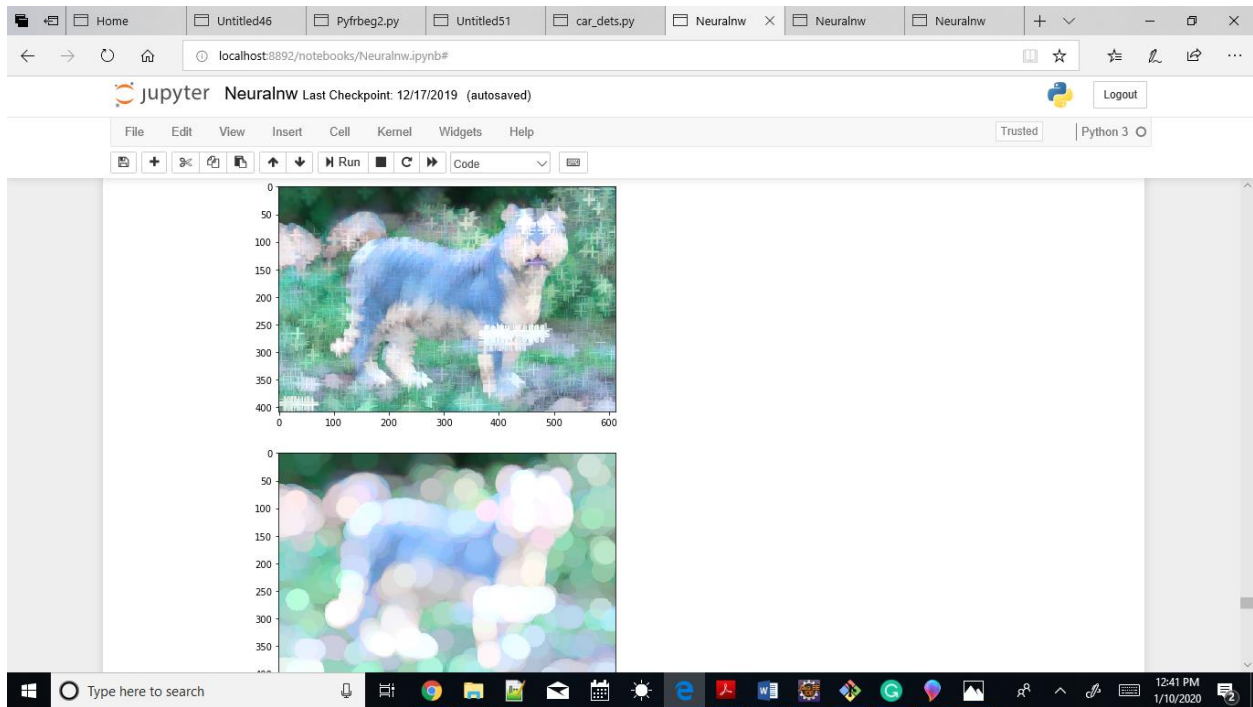 Home Untitled46 Pyfrbeg2.py Untitled51 car_dets.py Neuralnw Neuralnw Neuralnw
localhost:8892/notebooks/Neuralnw.ipynb#
jupyter Neuralnw Last Checkpoint: 12/17/2019 (autosaved) Logout
File Edit View Insert Cell Kernel Widgets Help Trusted Python 3
Run Code
0
50
100
150
200
250
300
350
400
0 100 200 300 400 500 600
0
50
100
150
200
250
300
350
Type here to search 12:41 PM
1/10/2020